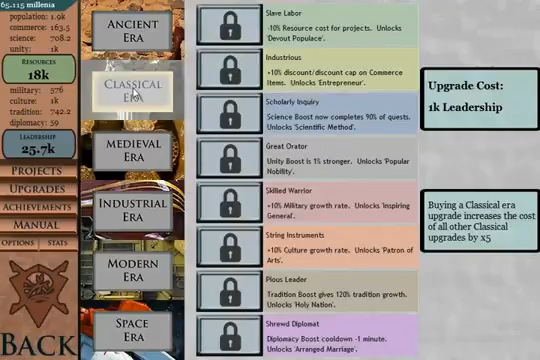 65.115 millenia
population: 1.9k
commerce: 163.5
science: 708.2
unity: 1k
RESOURCES
18k
military: 576
culture: 1k
tradition: 742.2
diplomacy: 59
LEADERSHIP
25.7k
PROJECTS
UPGRADES
ACHIEVEMENTS
MANUAL
OPTIONS
STATS
BACK
ANCIENT
ERA
CLASSICAL
ERA
MEDIEVAL
ERA
INDUSTRIAL
ERA
MODERN
ERA
SPACE
ERA
Slave Labor
-10% Resource cost for projects. Unlocks
'Devout Populace'.
Industrious
+10% discount/discount cap on Commerce
Items. Unlocks 'Entrepreneur'.
Scholarly Inquiry
Science Boost now completes 90% of quests.
Unlocks 'Scientific Method'.
Great Orator
Unity Boost is 1% stronger. Unlocks 'Popular
Nobility'.
Skilled Warrior
+10% Military growth rate. Unlocks 'Inspiring
General'.
String Instruments
+10% Culture growth rate. Unlocks 'Patron of
Arts'.
Pious Leader
Tradition Boost gives 120% tradition growth.
Unlocks 'Holy Nation'.
Shrewd Diplomat
Diplomacy Boost cooldown -1 minute.
Unlocks 'Arranged Marriage'.
Upgrade Cost:
1k Leadership
Buying a Classical era
upgrade increases the cost
of all other Classical
upgrades by x5